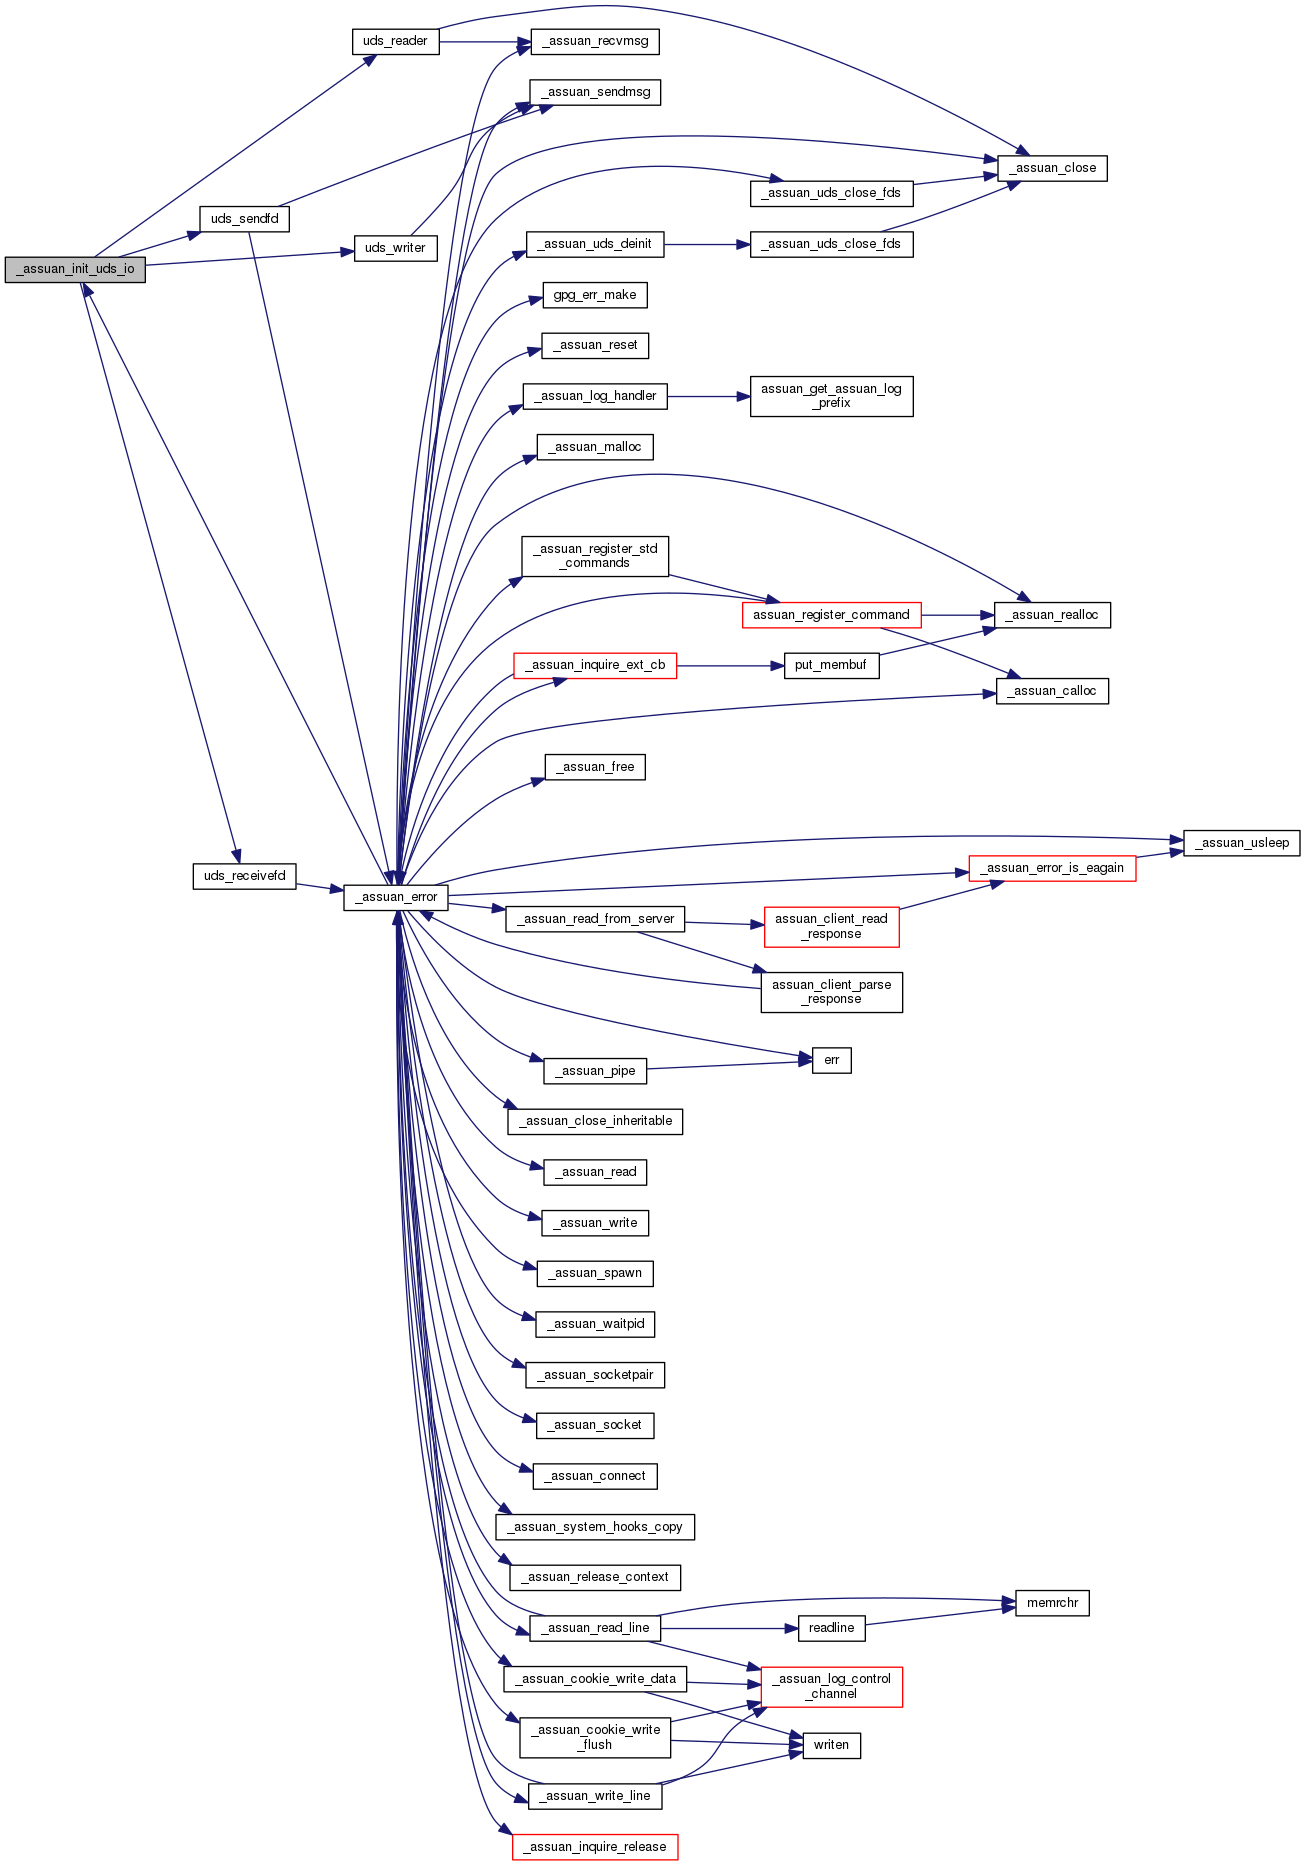 uds_reader
_assuan_recvmsg
_assuan_sendmsg
_assuan_close
_assuan_uds_close_fds
uds_sendfd
uds_writer
_assuan_uds_deinit
_assuan_uds_close_fds
_assuan_init_uds_io
gpg_err_make
_assuan_reset
_assuan_log_handler
assuan_get_assuan_log
_prefix
_assuan_malloc
_assuan_register_std
_commands
assuan_register_command
_assuan_realloc
_assuan_inquire_ext_cb
put_membuf
_assuan_calloc
_assuan_free
_assuan_usleep
_assuan_error_is_eagain
uds_receivefd
_assuan_error
_assuan_read_from_server
assuan_client_read
_response
assuan_client_parse
_response
err
_assuan_pipe
_assuan_close_inheritable
_assuan_read
_assuan_write
_assuan_spawn
_assuan_waitpid
_assuan_socketpair
_assuan_socket
_assuan_connect
_assuan_system_hooks_copy
_assuan_release_context
memrchr
_assuan_read_line
readline
_assuan_cookie_write_data
_assuan_log_control
_channel
_assuan_cookie_write
_flush
writen
_assuan_write_line
_assuan_inquire_release